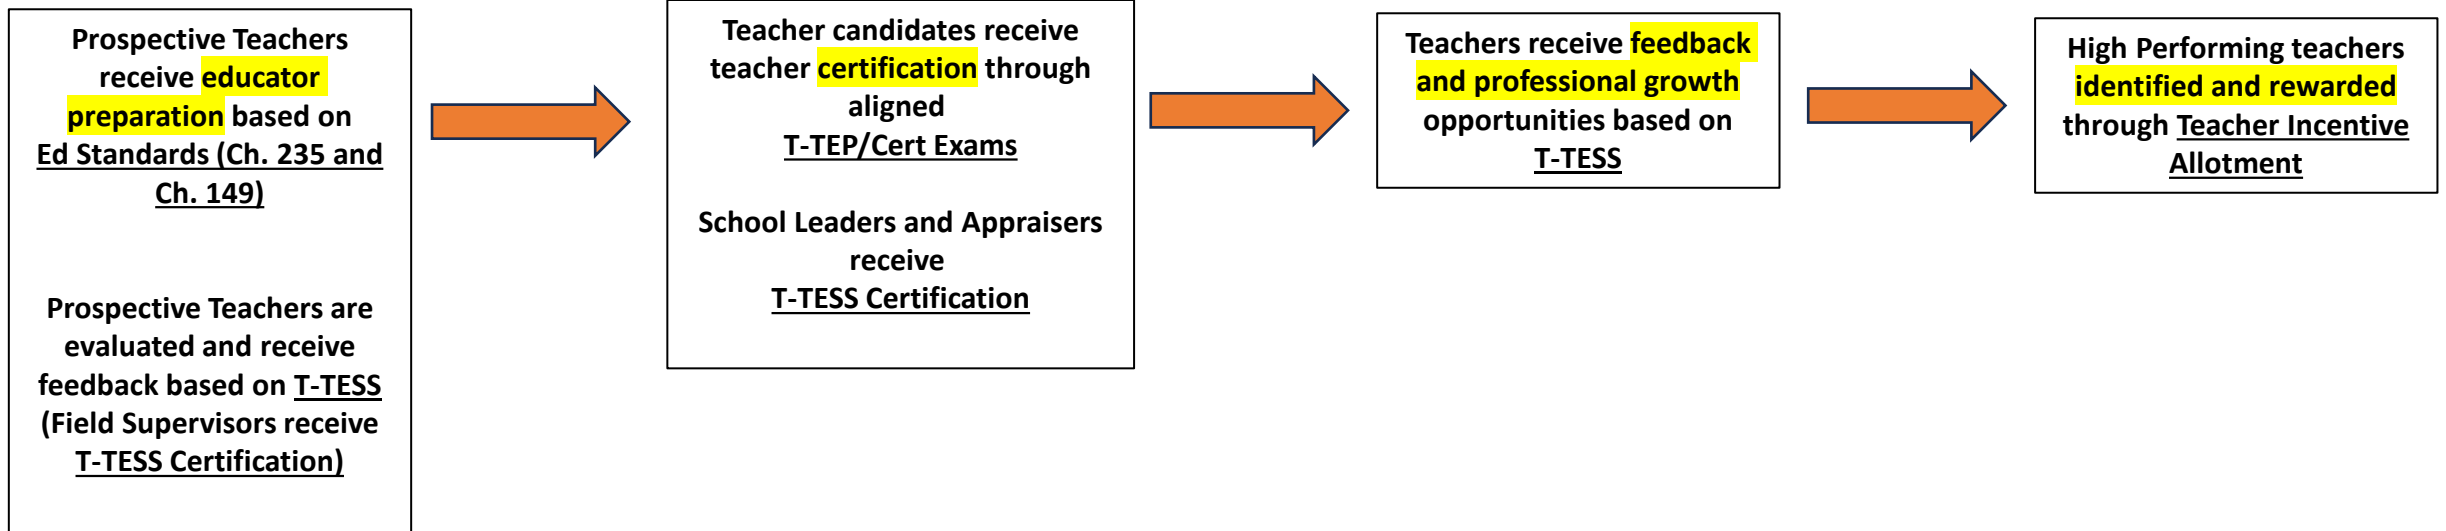 Prospective Teachers
receive educator
preparation based on
Ed Standards (Ch. 235 and
Ch. 149)
Prospective Teachers are
evaluated and receive
feedback based on T-TESS
(Field Supervisors receive
T-TESS Certification)
Teacher candidates receive
teacher certification through
aligned
T-TEP/Cert Exams
School Leaders and Appraisers
receive
T-TESS Certification
Teachers receive feedback
and professional growth
opportunities based on
T-TESS
High Performing teachers
identified and rewarded
through Teacher Incentive
Allotment